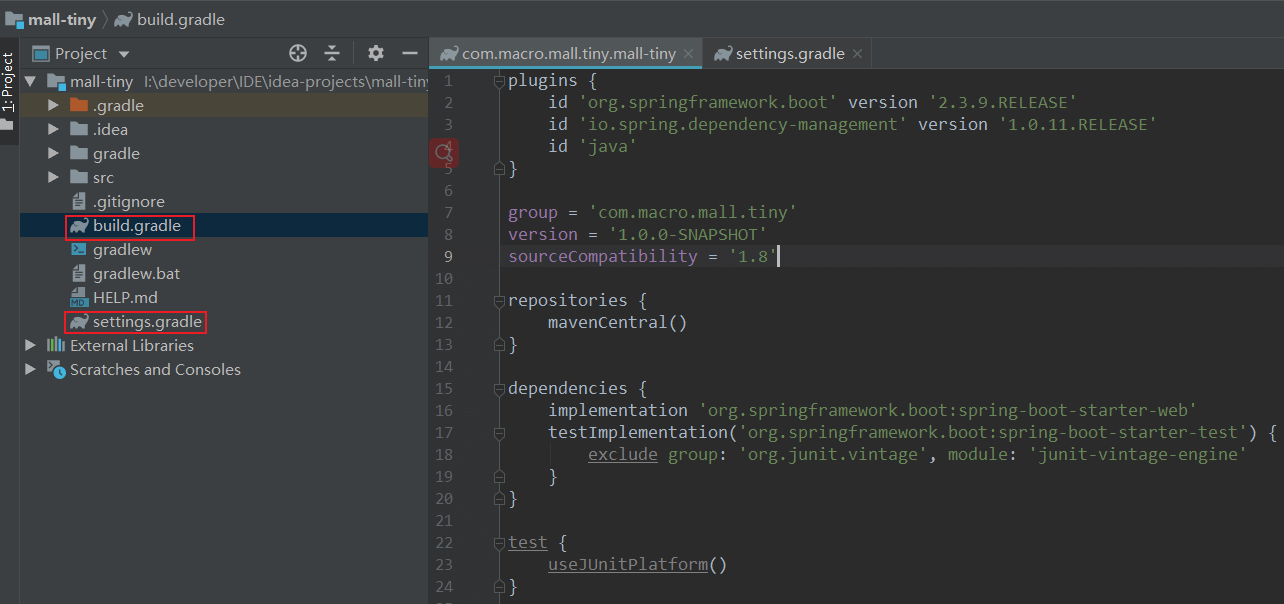 mall-tiny build.gradle
1: Project
Project
mall-tiny I:\developer\IDE\idea-projects\mall-tiny
.gradle
.idea
gradle
src
.gitignore
build.gradle
gradlew
gradlew.bat
HELP.md
settings.gradle
External Libraries
Scratches and Consoles
com.macro.mall.tiny.mall-tiny settings.gradle
1 plugins {
2 id 'org.springframework.boot' version '2.3.9.RELEASE'
3 id 'io.spring.dependency-management' version '1.0.11.RELEASE'
4 id 'java'
5 }
6
7 group = 'com.macro.mall.tiny'
8 version = '1.0.0-SNAPSHOT'
9 sourceCompatibility = '1.8'
10
11 repositories {
12 mavenCentral()
13 }
14
15 dependencies {
16 implementation 'org.springframework.boot:spring-boot-starter-web'
17 testImplementation('org.springframework.boot:spring-boot-starter-test') {
18 exclude group: 'org.junit.vintage', module: 'junit-vintage-engine'
19 }
20 }
21
22 test {
23 useJUnitPlatform()
24 }